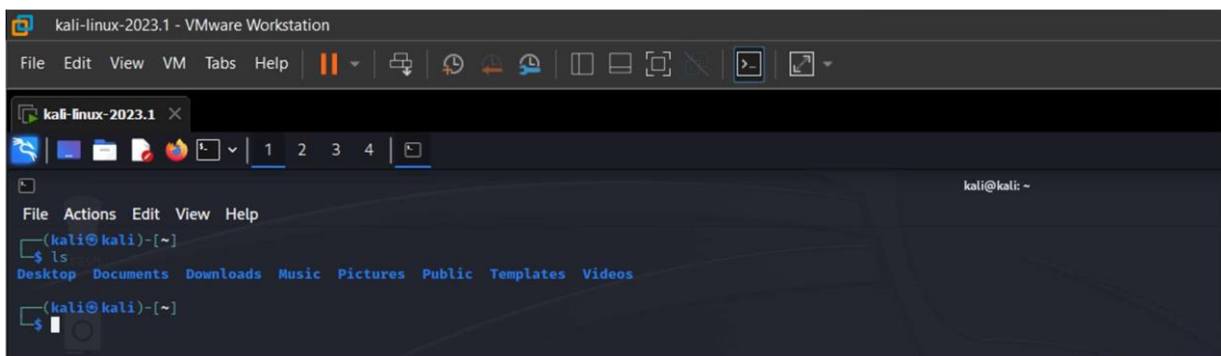 kali-linux-2023.1 - VMware Workstation
File Edit View VM Tabs Help
kali-linux-2023.1
1 2 3 4
kali@kali: ~
File Actions Edit View Help
(kali㉿kali)-[~]
$ ls
Desktop Documents Downloads Music Pictures Public Templates Videos
(kali㉿kali)-[~]
$